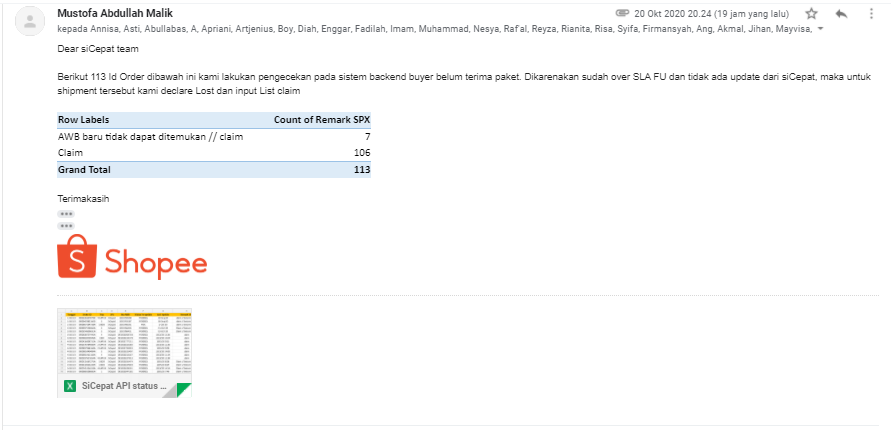 Mustofa Abdullah Malik
20 Okt 2020 20.24 (19 jam yang lalu)
kepada Annisa, Asti, Abullabas, A, Apriani, Artjenius, Boy, Diah, Enggar, Fadilah, Imam, Muhammad, Nesya, Raf'al, Reyza, Rianita, Risa, Syifa, Firmansyah, Ang, Akmal, Jihan, Mayvisa,
Dear siCepat team
Berikut 113 Id Order dibawah ini kami lakukan pengecekan pada sistem backend buyer belum terima paket. Dikarenakan sudah over SLA FU dan tidak ada update dari siCepat, maka untuk
shipment tersebut kami declare Lost dan input List claim
Row Labels Count of Remark SPX
AWB baru tidak dapat ditemukan // claim 7
Claim 106
Grand Total 113
Terimakasih
Shopee
SiCepat API status ...